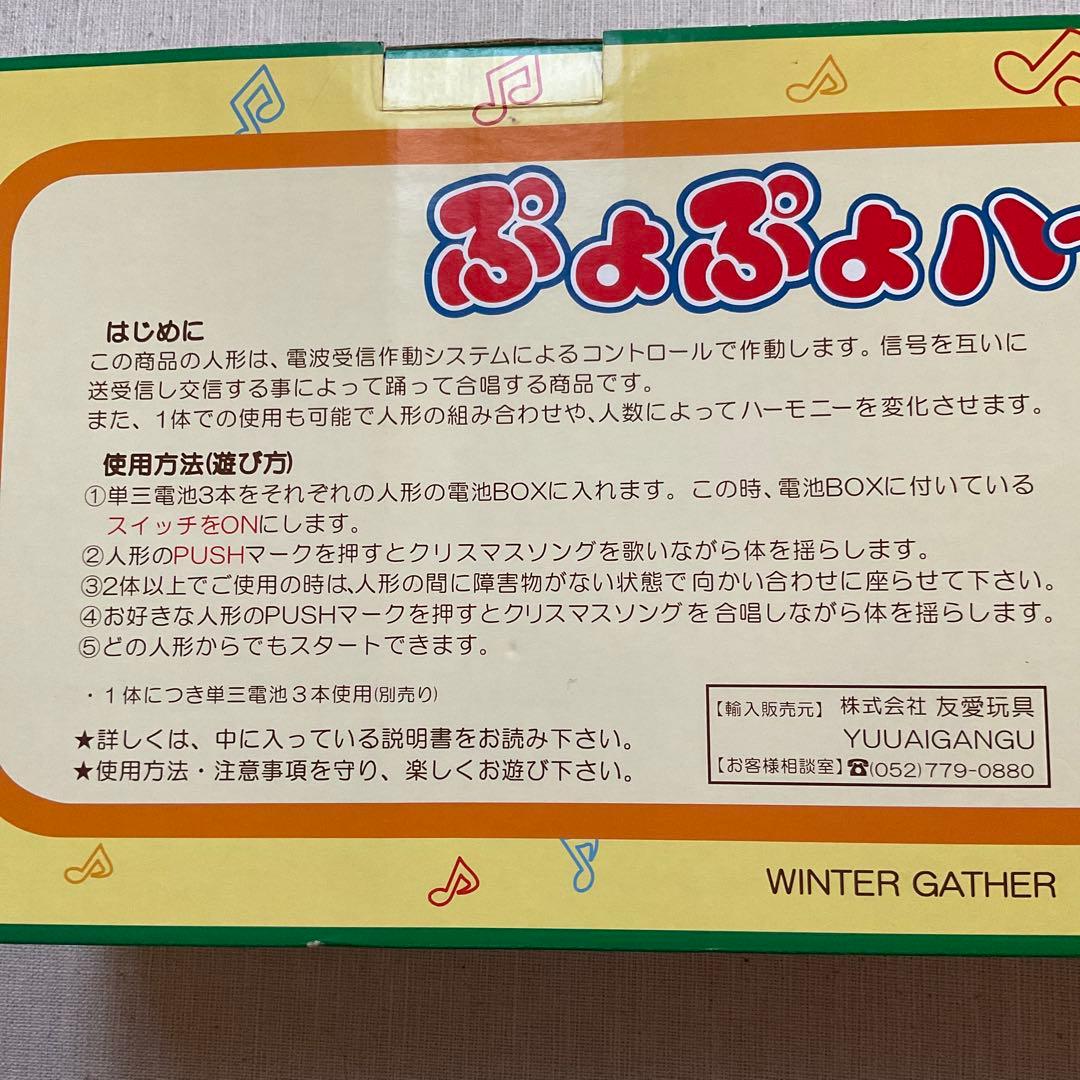 ぷよぷよハ
はじめに
この商品の人形は、電波受信作動システムによるコントロールで作動します。信号を互いに
送受信し交信する事によって踊って合唱する商品です。
また、1体での使用も可能で人形の組み合わせや、人数によってハーモニーを変化させます。
使用方法(遊び方)
①単三電池3本をそれぞれの人形の電池BOXに入れます。この時、電池BOXに付いている
スイッチをONにします。
②人形のPUSHマークを押すとクリスマスソングを歌いながら体を揺らします。
③2体以上でご使用の時は、人形の間に障害物がない状態で向かい合わせに座らせて下さい。
④お好きな人形のPUSHマークを押すとクリスマスソングを合唱しながら体を揺らします。
⑤どの人形からでもスタートできます。
・1体につき単三電池3本使用(別売り)
★詳しくは、中に入っている説明書をお読み下さい。
★使用方法・注意事項を守り、楽しくお遊び下さい。
【輸入販売元】 株式会社 友愛玩具
YUUAIGANGU
【お客様相談室】☎(052)779-0880
WINTER GATHER